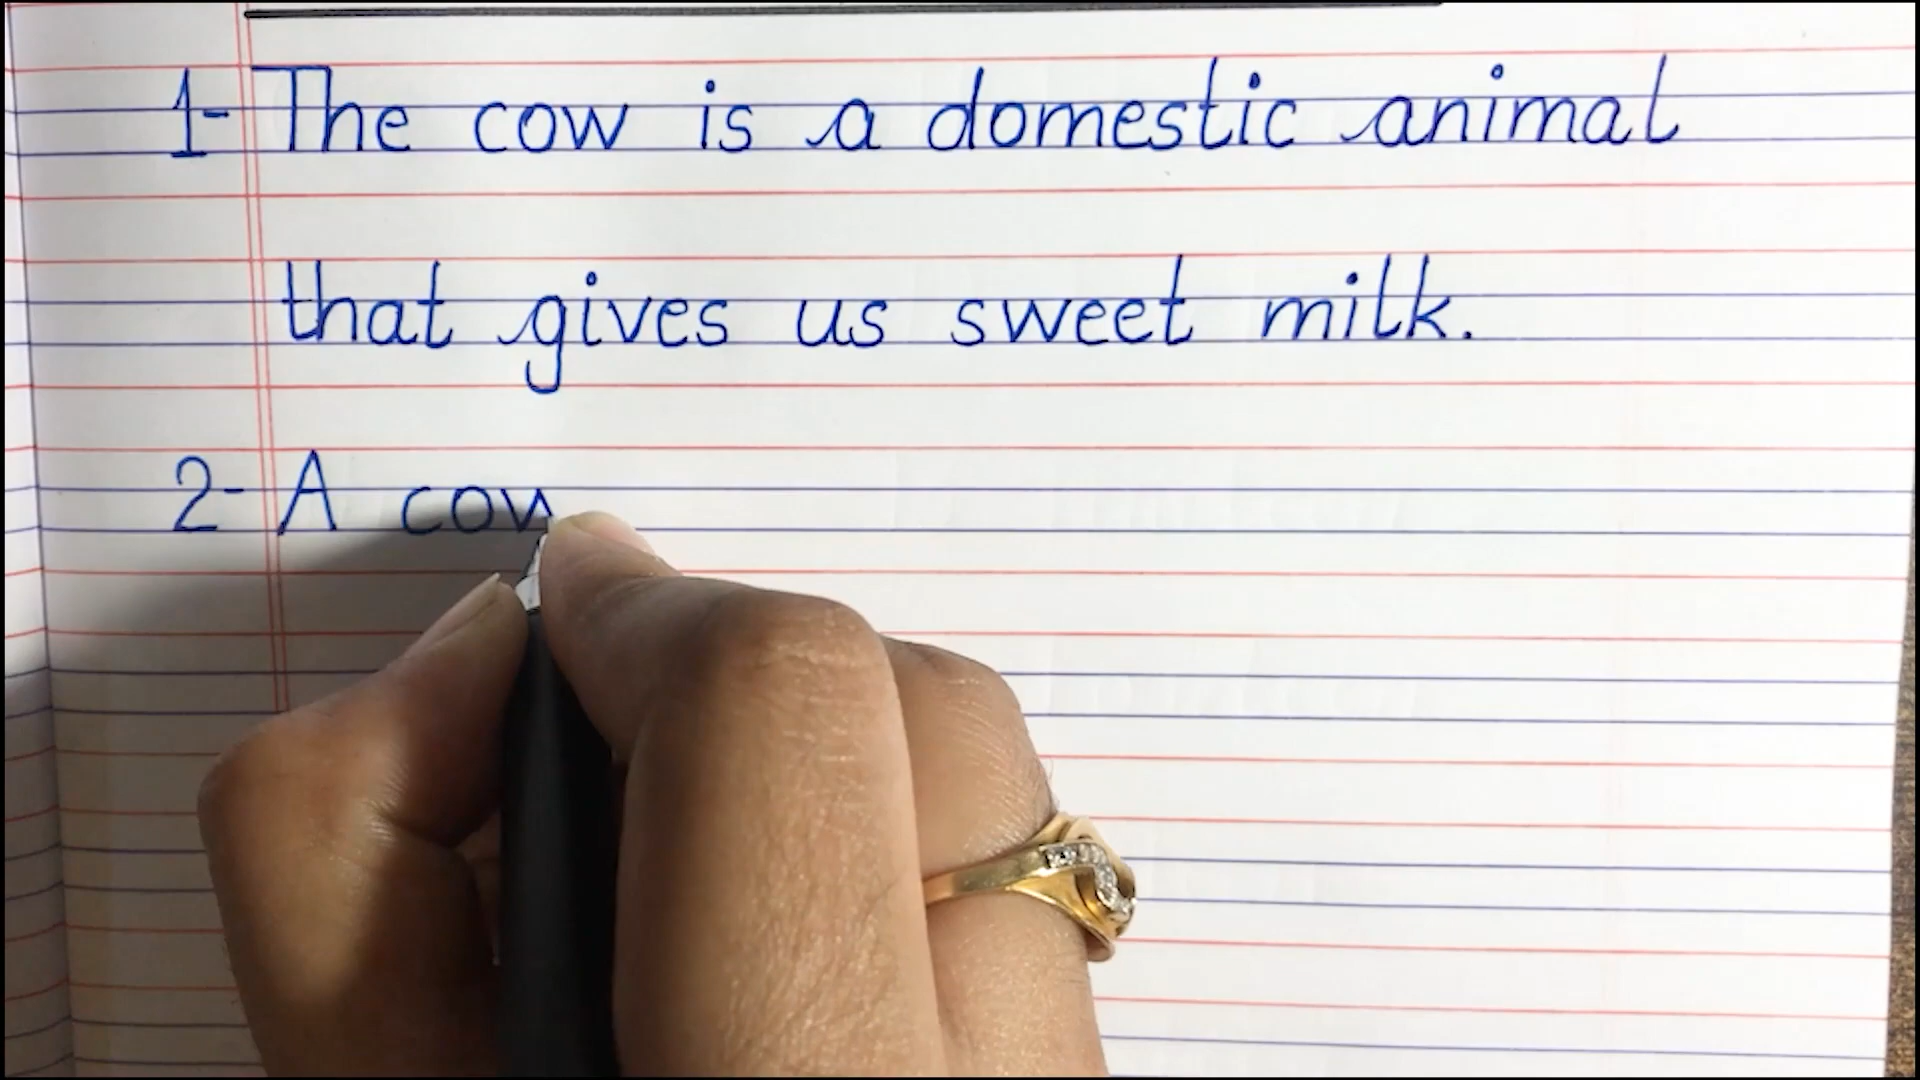 1- The cow is a domestic animal
that gives us sweet milk.
2- A cow